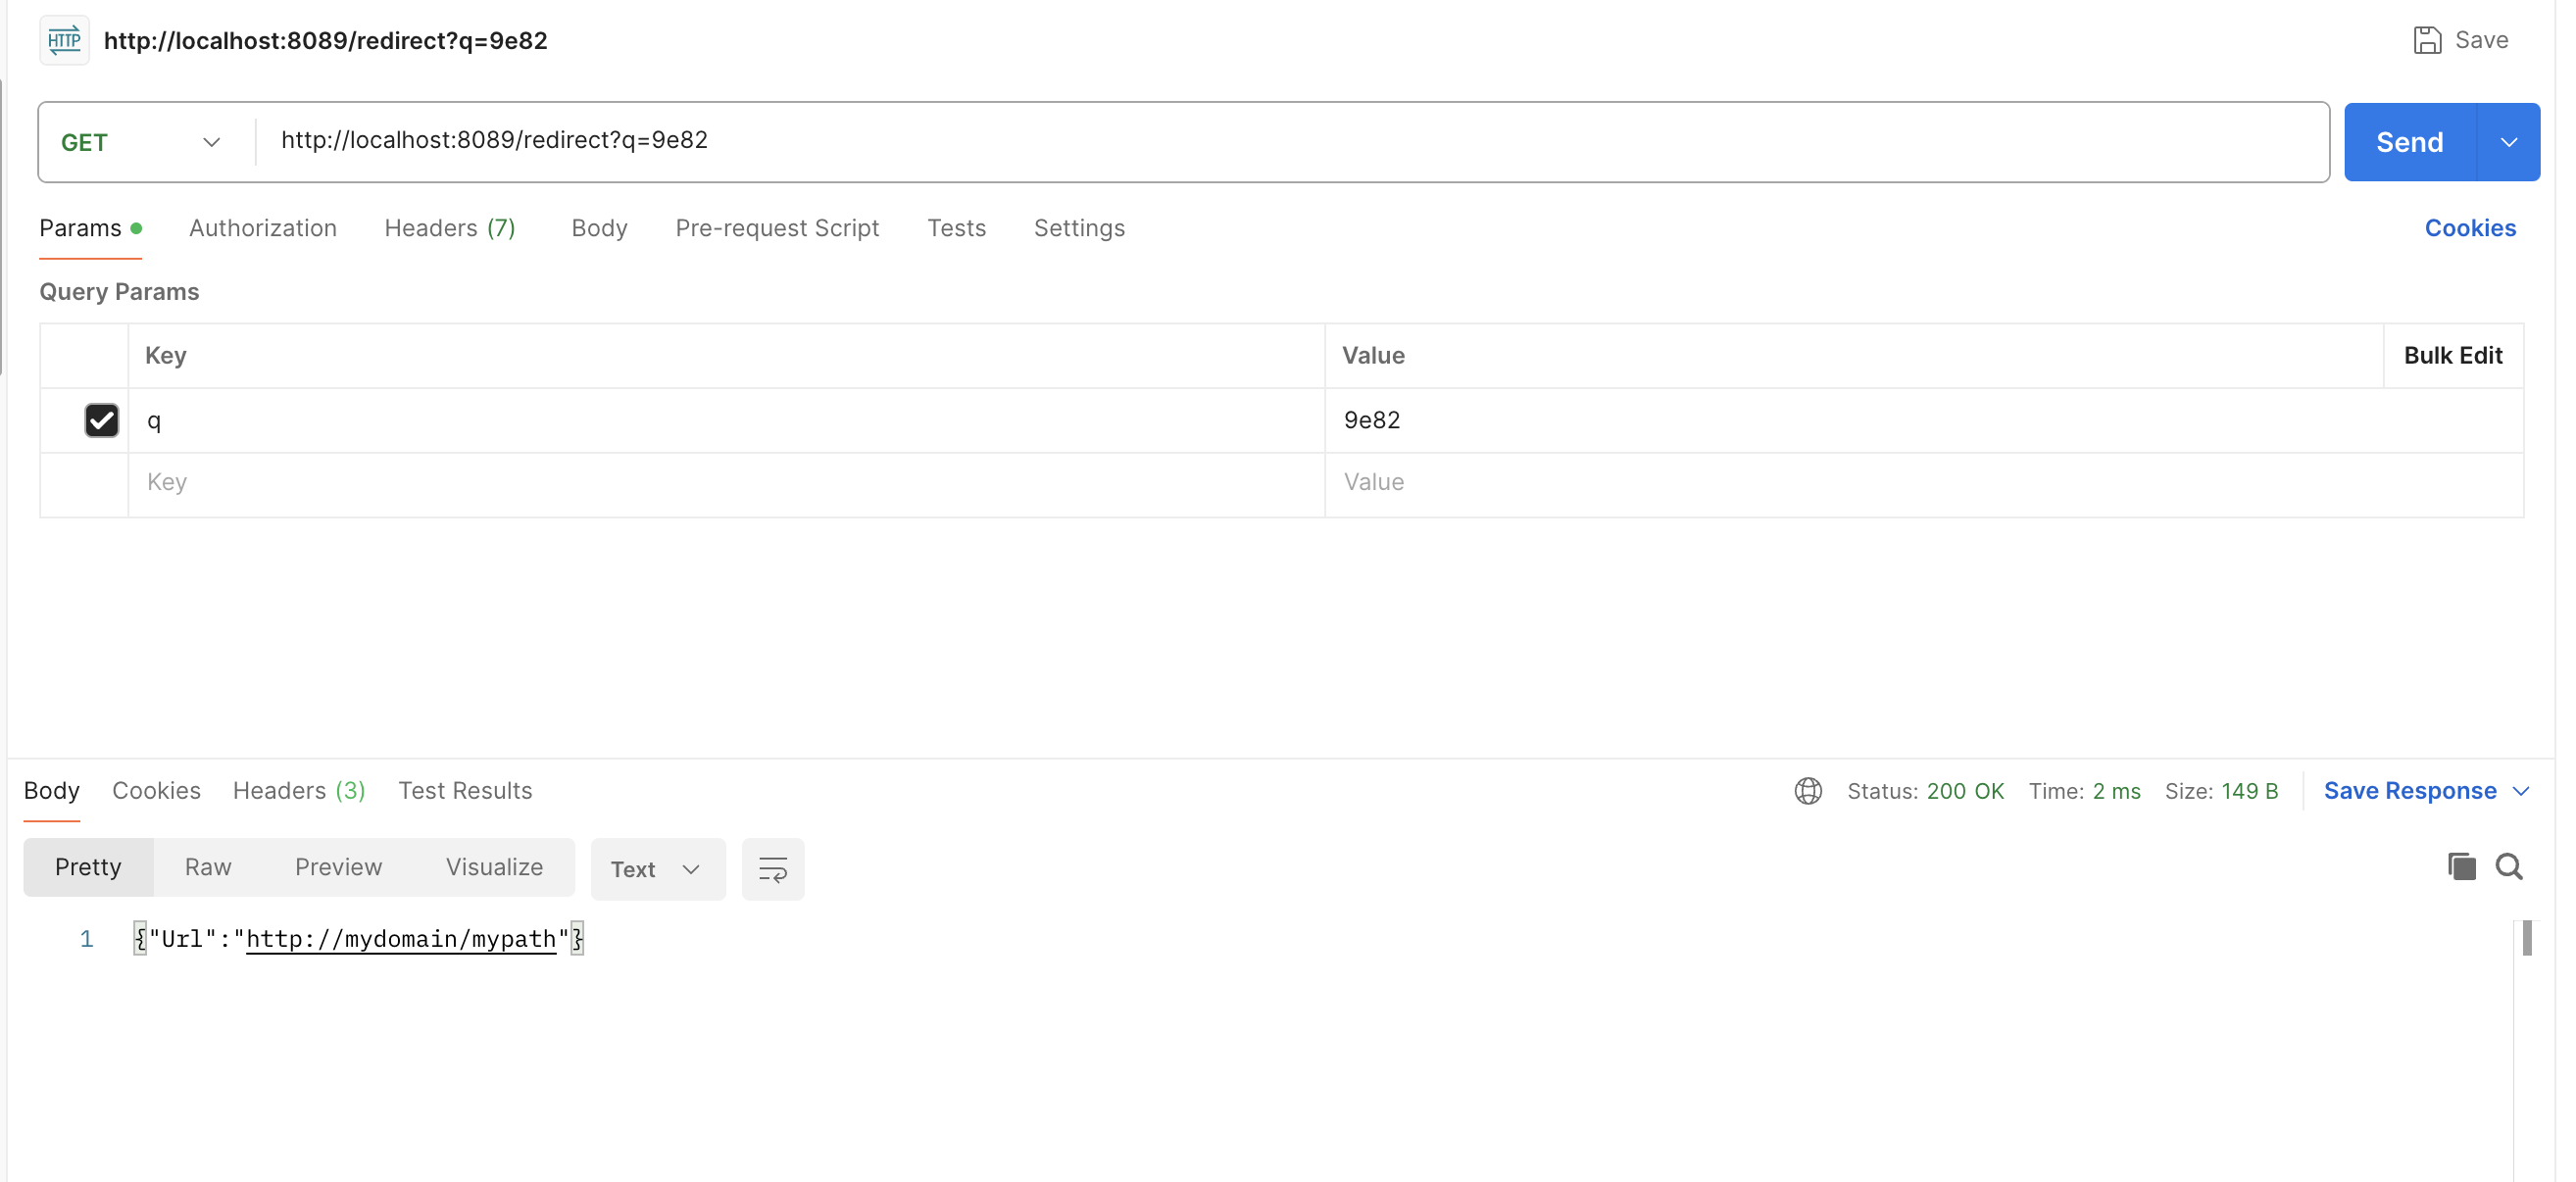 HTTP http://localhost:8089/redirect?q=9e82 Save
GET http://localhost:8089/redirect?q=9e82 Send
Params Authorization Headers (7) Body Pre-request Script Tests Settings Cookies
Query Params
Key Value Bulk Edit
q 9e82
Key Value
Body Cookies Headers (3) Test Results Status: 200 OK Time: 2 ms Size: 149 B Save Response
Pretty Raw Preview Visualize Text
1 {"Url":"http://mydomain/mypath"}